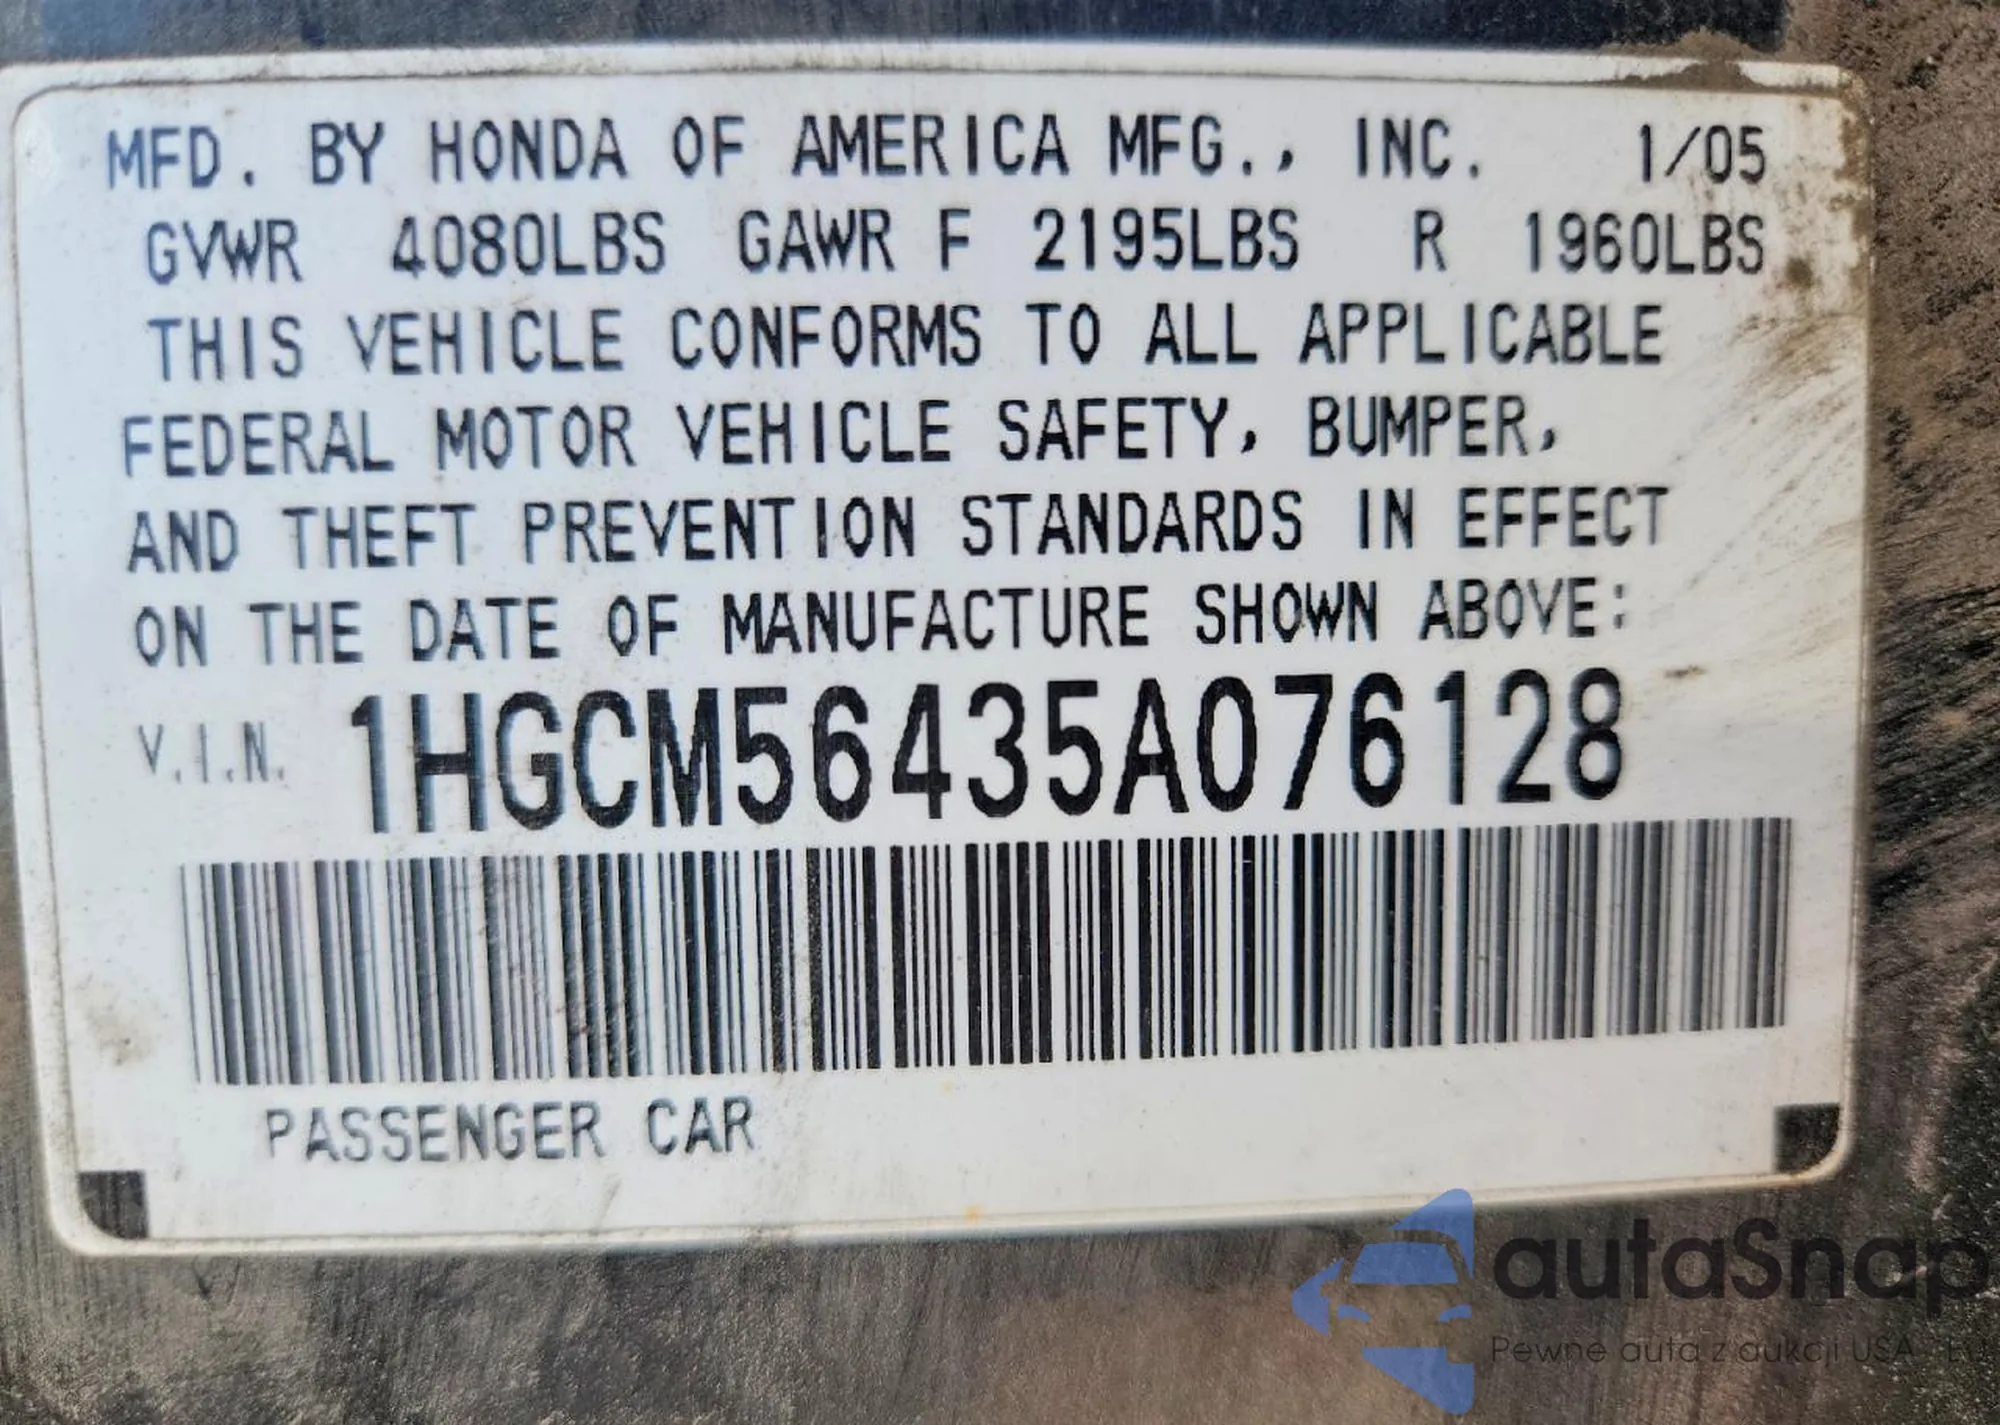 MFD. BY HONDA OF AMERICA MFG., INC. 1/05
GVWR 4080LBS GAWR F 2195LBS R 1960LBS
THIS VEHICLE CONFORMS TO ALL APPLICABLE
FEDERAL MOTOR VEHICLE SAFETY, BUMPER,
AND THEFT PREVENTION STANDARDS IN EFFECT
ON THE DATE OF MANUFACTURE SHOWN ABOVE:
V.I.N. 1HGCM56435A076128
PASSENGER CAR
autaSnap
Pewne auta z aukcji USA